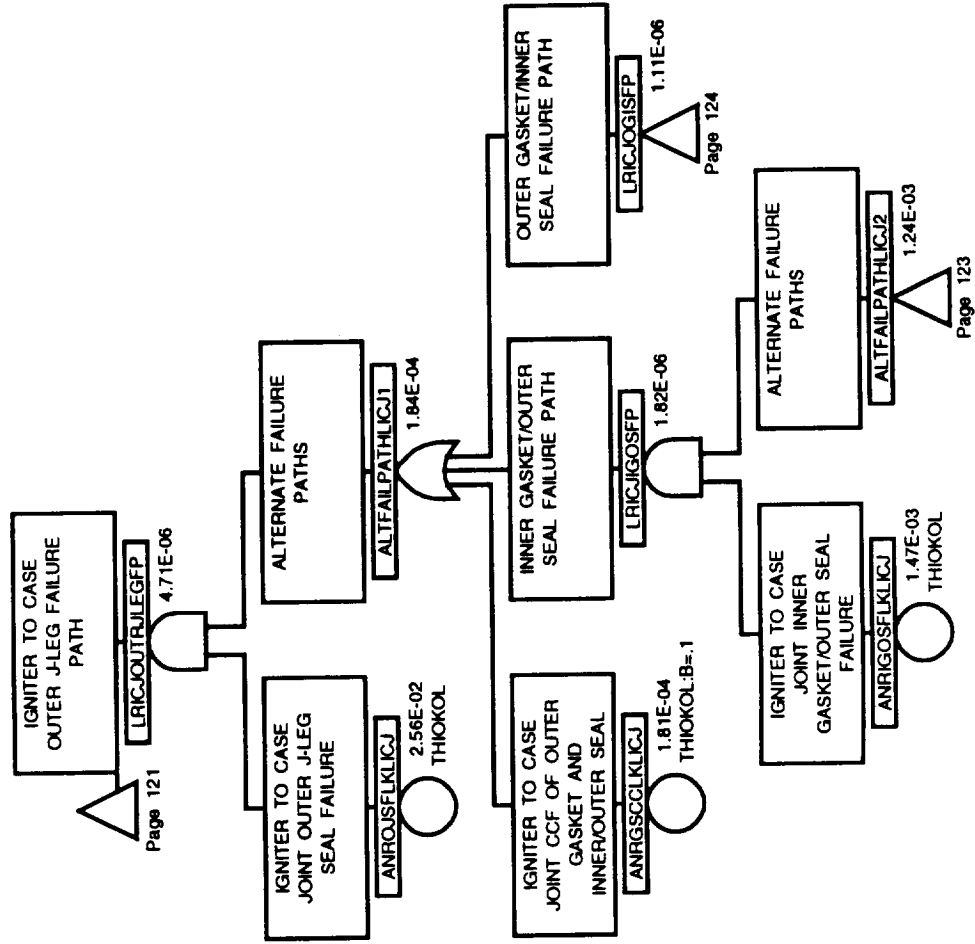 IGNITER TO CASE
OUTER J-LEG FAILURE
PATH
LRICJOUTRJLEGFP
4.71E-06
Page 121
IGNITER TO CASE
JOINT OUTER J-LEG
SEAL FAILURE
ANROJSFLKLICJ
2.56E-02
THIOKOL
ALTERNATE FAILURE
PATHS
ALTFAILPATHLICJ1
1.84E-04
IGNITER TO CASE
JOINT CCF OF OUTER
GASKET AND
INNER/OUTER SEAL
ANRGSCCLKLICJ
1.81E-04
THIOKOL:B=.1
INNER GASKET/OUTER
SEAL FAILURE PATH
LRICJIGOSFP
1.82E-06
OUTER GASKET/INNER
SEAL FAILURE PATH
LRICJOGISFP
1.11E-06
Page 124
IGNITER TO CASE
JOINT INNER
GASKET/OUTER SEAL
FAILURE
ANRIGOSFLKLICJ
1.47E-03
THIOKOL
ALTERNATE FAILURE
PATHS
ALTFAILPATHLICJ2
1.24E-03
Page 123